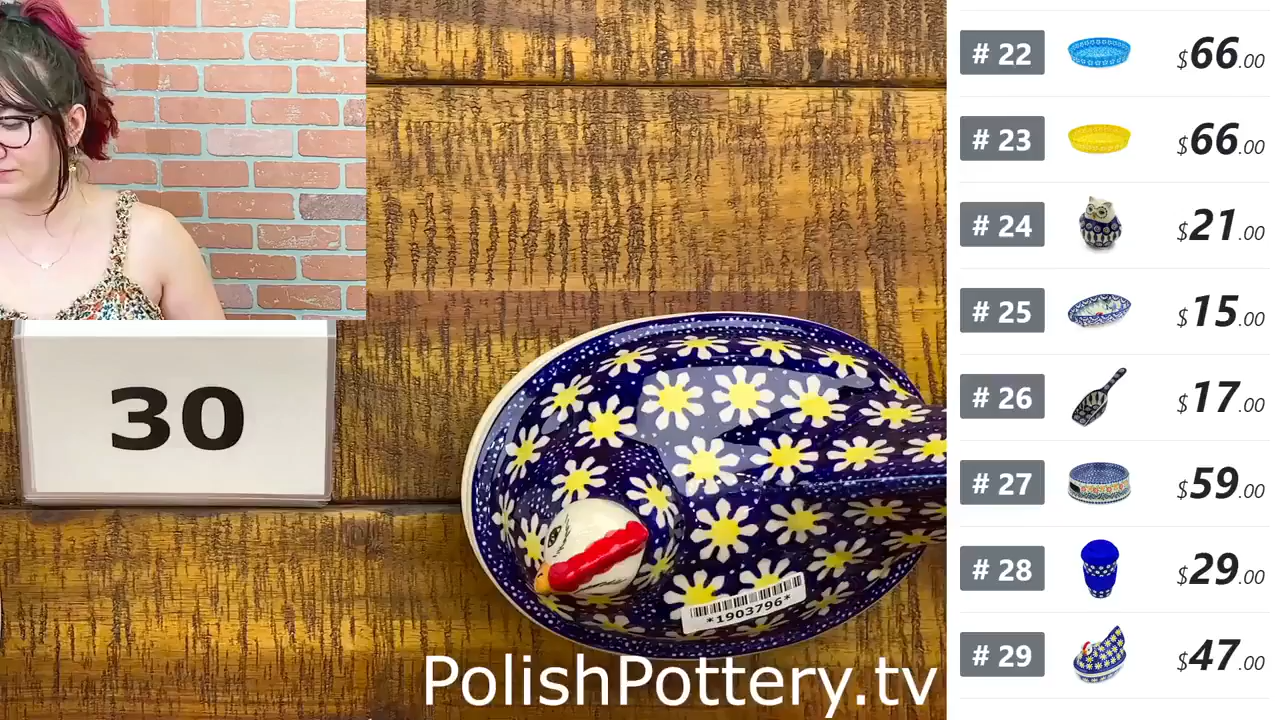 30
*1903796*
PolishPottery.tv
# 22 $66.00
# 23 $66.00
# 24 $21.00
# 25 $15.00
# 26 $17.00
# 27 $59.00
# 28 $29.00
# 29 $47.00